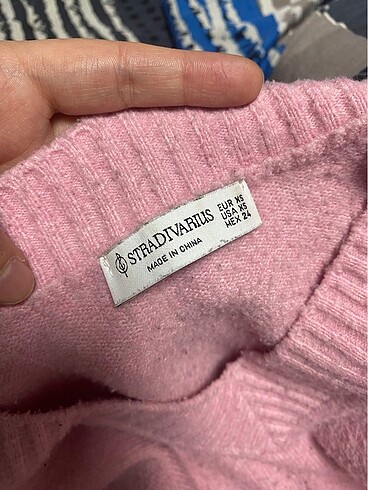 STRADIVARIUS
MADE IN CHINA
EUR XS
USA XS
MEX 24